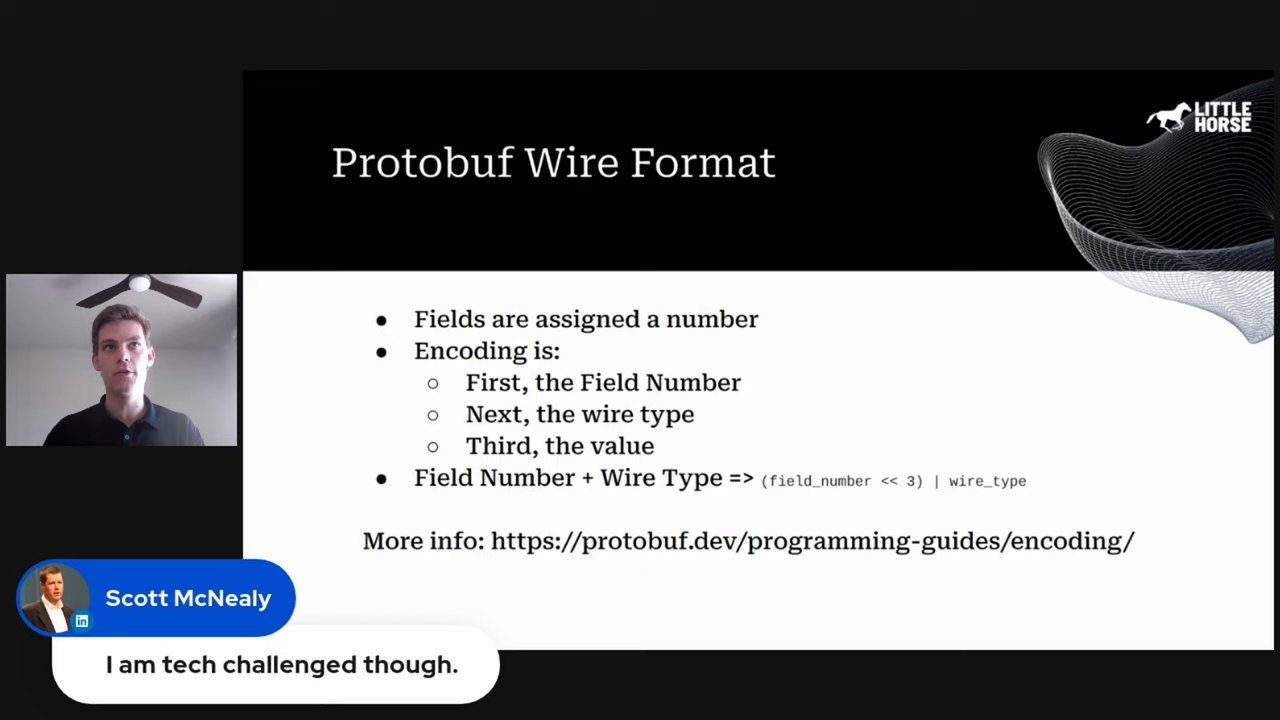 LITTLE
HORSE
Protobuf Wire Format
● Fields are assigned a number
● Encoding is:
○ First, the Field Number
○ Next, the wire type
○ Third, the value
● Field Number + Wire Type => (field_number << 3) | wire_type
More info: https://protobuf.dev/programming-guides/encoding/
Scott McNealy
in
I am tech challenged though.